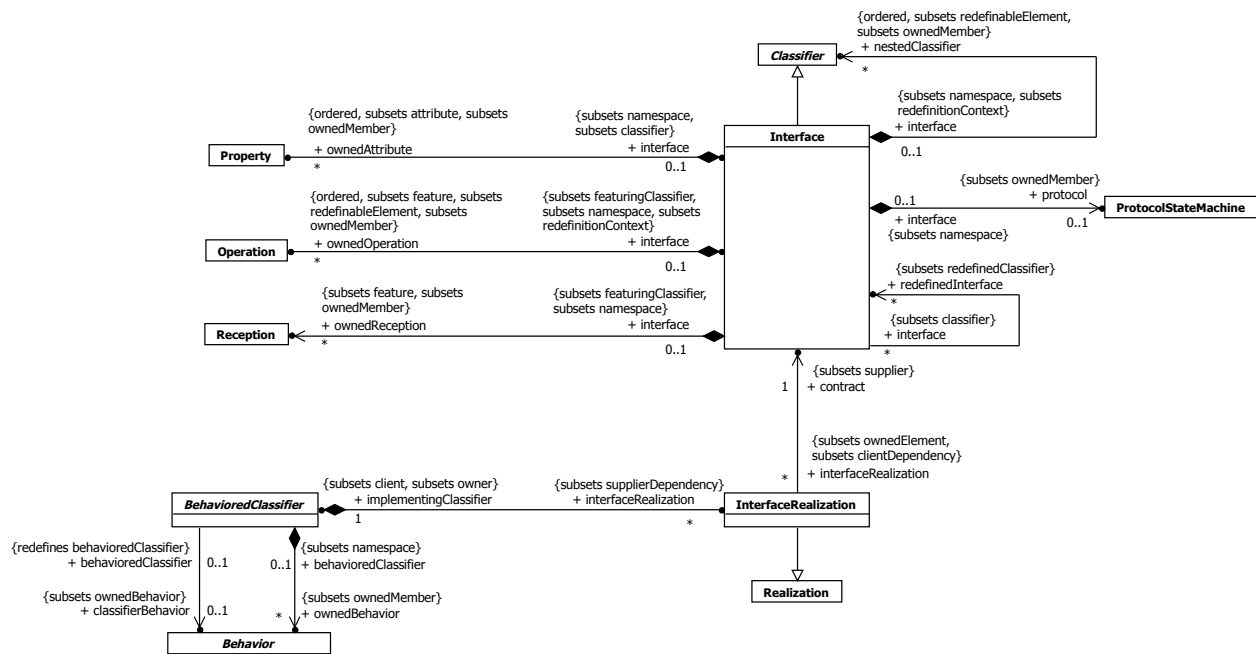 {ordered, subsets redefinableElement,
subsets ownedMember}
+ nestedClassifier
*
Classifier
{subsets namespace, subsets
redefinitionContext}
+ interface
0..1
Interface
{ordered, subsets attribute, subsets
ownedMember}
+ ownedAttribute
*
{subsets namespace,
subsets classifier}
+ interface
0..1
Property
{ordered, subsets feature, subsets
redefinableElement, subsets
ownedMember}
+ ownedOperation
*
{subsets featuringClassifier,
subsets namespace, subsets
redefinitionContext}
+ interface
0..1
Operation
{subsets ownedMember}
+ protocol
0..1
0..1
+ interface
{subsets namespace}
ProtocolStateMachine
{subsets feature, subsets
ownedMember}
+ ownedReception
*
{subsets featuringClassifier,
subsets namespace}
+ interface
0..1
Reception
{subsets redefinedClassifier}
+ redefinedInterface
*
{subsets classifier}
+ interface
*
{subsets supplier}
1
+ contract
{subsets ownedElement,
subsets clientDependency}
* + interfaceRealization
{subsets client, subsets owner}
+ implementingClassifier
1
{subsets supplierDependency}
+ interfaceRealization
*
BehavioredClassifier
InterfaceRealization
{redefines behavioredClassifier}
+ behavioredClassifier
0..1
{subsets namespace}
0..1
+ behavioredClassifier
{subsets ownedBehavior}
+ classifierBehavior
0..1
{subsets ownedMember}
*
+ ownedBehavior
Realization
Behavior